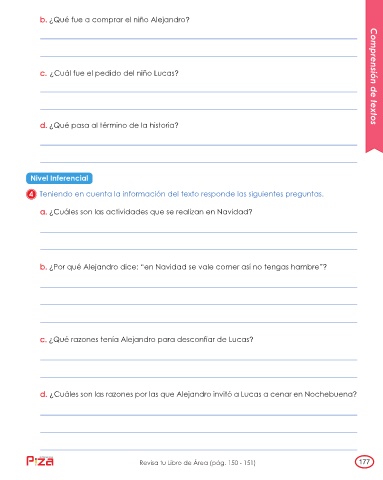 b. ¿Qué fue a comprar el niño Alejandro?
Comprensión de textos
c. ¿Cuál fue el pedido del niño Lucas?
d. ¿Qué pasa al término de la historia?
Nivel Inferencial
4 Teniendo en cuenta la información del texto responde las siguientes preguntas.
a. ¿Cuáles son las actividades que se realizan en Navidad?
b. ¿Por qué Alejandro dice: “en Navidad se vale comer así no tengas hambre”?
c. ¿Qué razones tenía Alejandro para desconfiar de Lucas?
d. ¿Cuáles son las razones por las que Alejandro invitó a Lucas a cenar en Nochebuena?
Piza
Revisa tu Libro de Área (pág. 150 - 151)
177